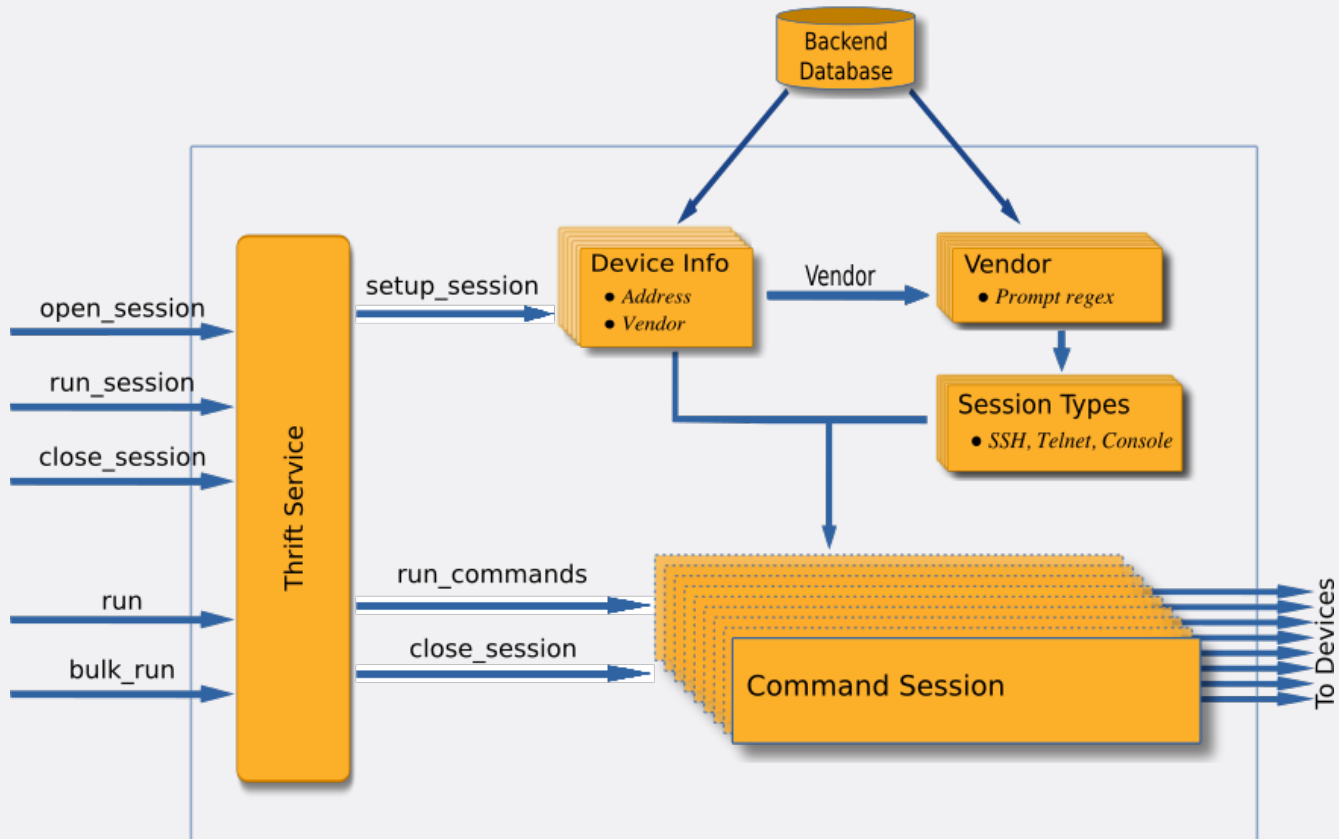 Backend
Database
Device Info
● Address
● Vendor
Vendor
Vendor
● Prompt regex
setup_session
open_session
run_session
close_session
Session Types
● SSH, Telnet, Console
Thrift Service
run
bulk_run
run_commands
close_session
Command Session
To Devices